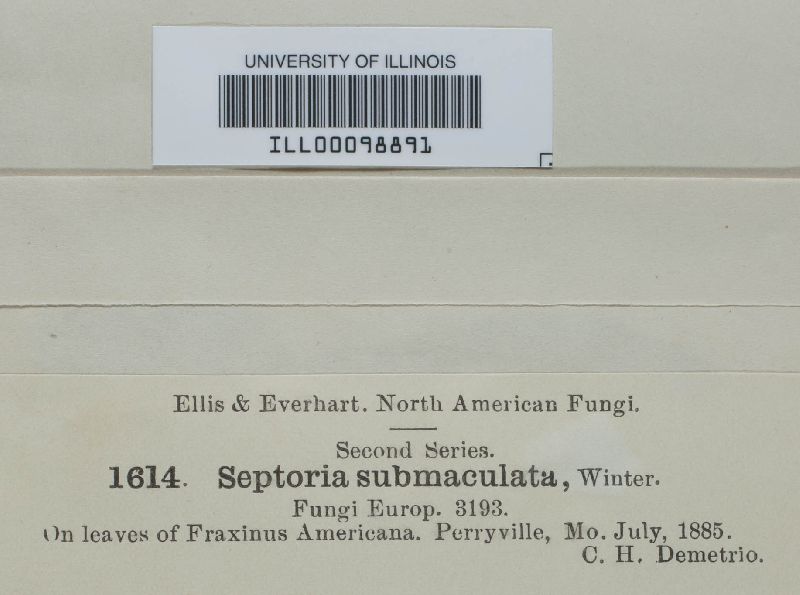 UNIVERSITY OF ILLINOIS
ILL00098891
Ellis & Everhart. North American Fungi.
Second Series.
1614. Septoria submaculata, Winter.
Fungi Europ. 3193.
On leaves of Fraxinus Americana. Perryville, Mo. July, 1885.
C. H. Demetrio.